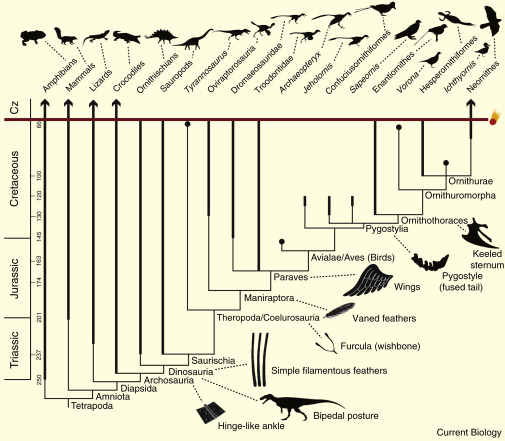 Amphibians
Mammals
Lizards
Crocodiles
Ornithischians
Sauropods
Tyrannosaurus
Oviraptorosauria
Dromaeosauridae
Troodontidae
Archaeopteryx
Jeholornis
Confuciusornithiformes
Sapeornis
Enantiornithes
Vorona
Hesperornithiformes
Ichthyornis
Neornithes
Cz
66
Cretaceous
100
120
130
145
Jurassic
163
174
201
Triassic
237
250
Ornithurae
Ornithuromorpha
Ornithothoraces
Pygostylia
Keeled
sternum
Avialae/Aves (Birds)
Pygostyle
(fused tail)
Paraves
Wings
Maniraptora
Vaned feathers
Theropoda/Coelurosauria
Furcula (wishbone)
Saurischia
Dinosauria
Simple filamentous feathers
Archosauria
Diapsida
Amniota
Tetrapoda
Bipedal posture
Hinge-like ankle
Current Biology